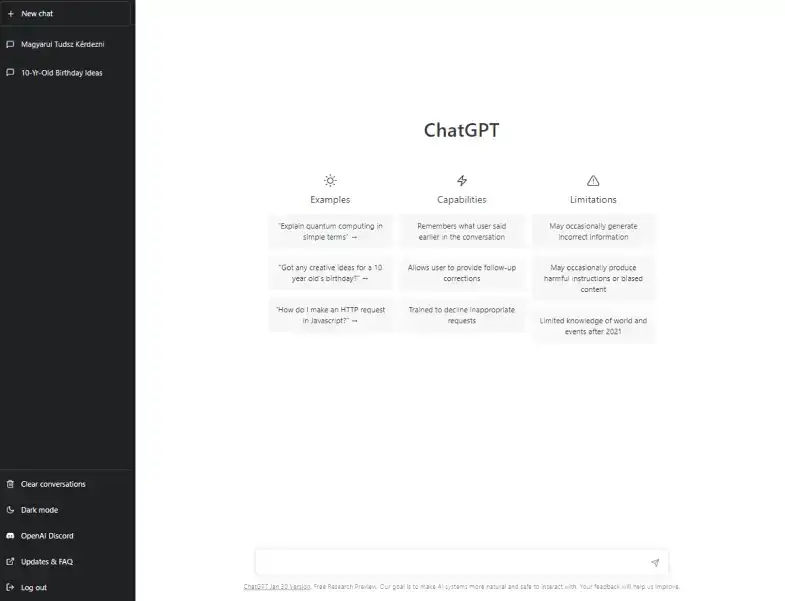 New chat
Magyarui Tudsz Kérdezni
10-Yr-Old Birthday Ideas
ChatGPT
Examples
"Explain quantum computing in
simple terms" →
"Got any creative ideas for a 10
year old's birthday?" →
"How do I make an HTTP request
in Javascript?" →
Capabilities
Remembers what user said
earlier in the conversation
Allows user to provide follow-up
corrections
Trained to decline inappropriate
requests
Limitations
May occasionally generate
incorrect information
May occasionally produce
harmful instructions or biased
content
Limited knowledge of world and
events after 2021
Clear conversations
Dark mode
OpenAI Discord
Updates & FAQ
Log out
ChatGPT Jan 30 Version. Free Research Preview. Our goal is to make AI systems more natural and safe to interact with. Your feedback will help us improve.